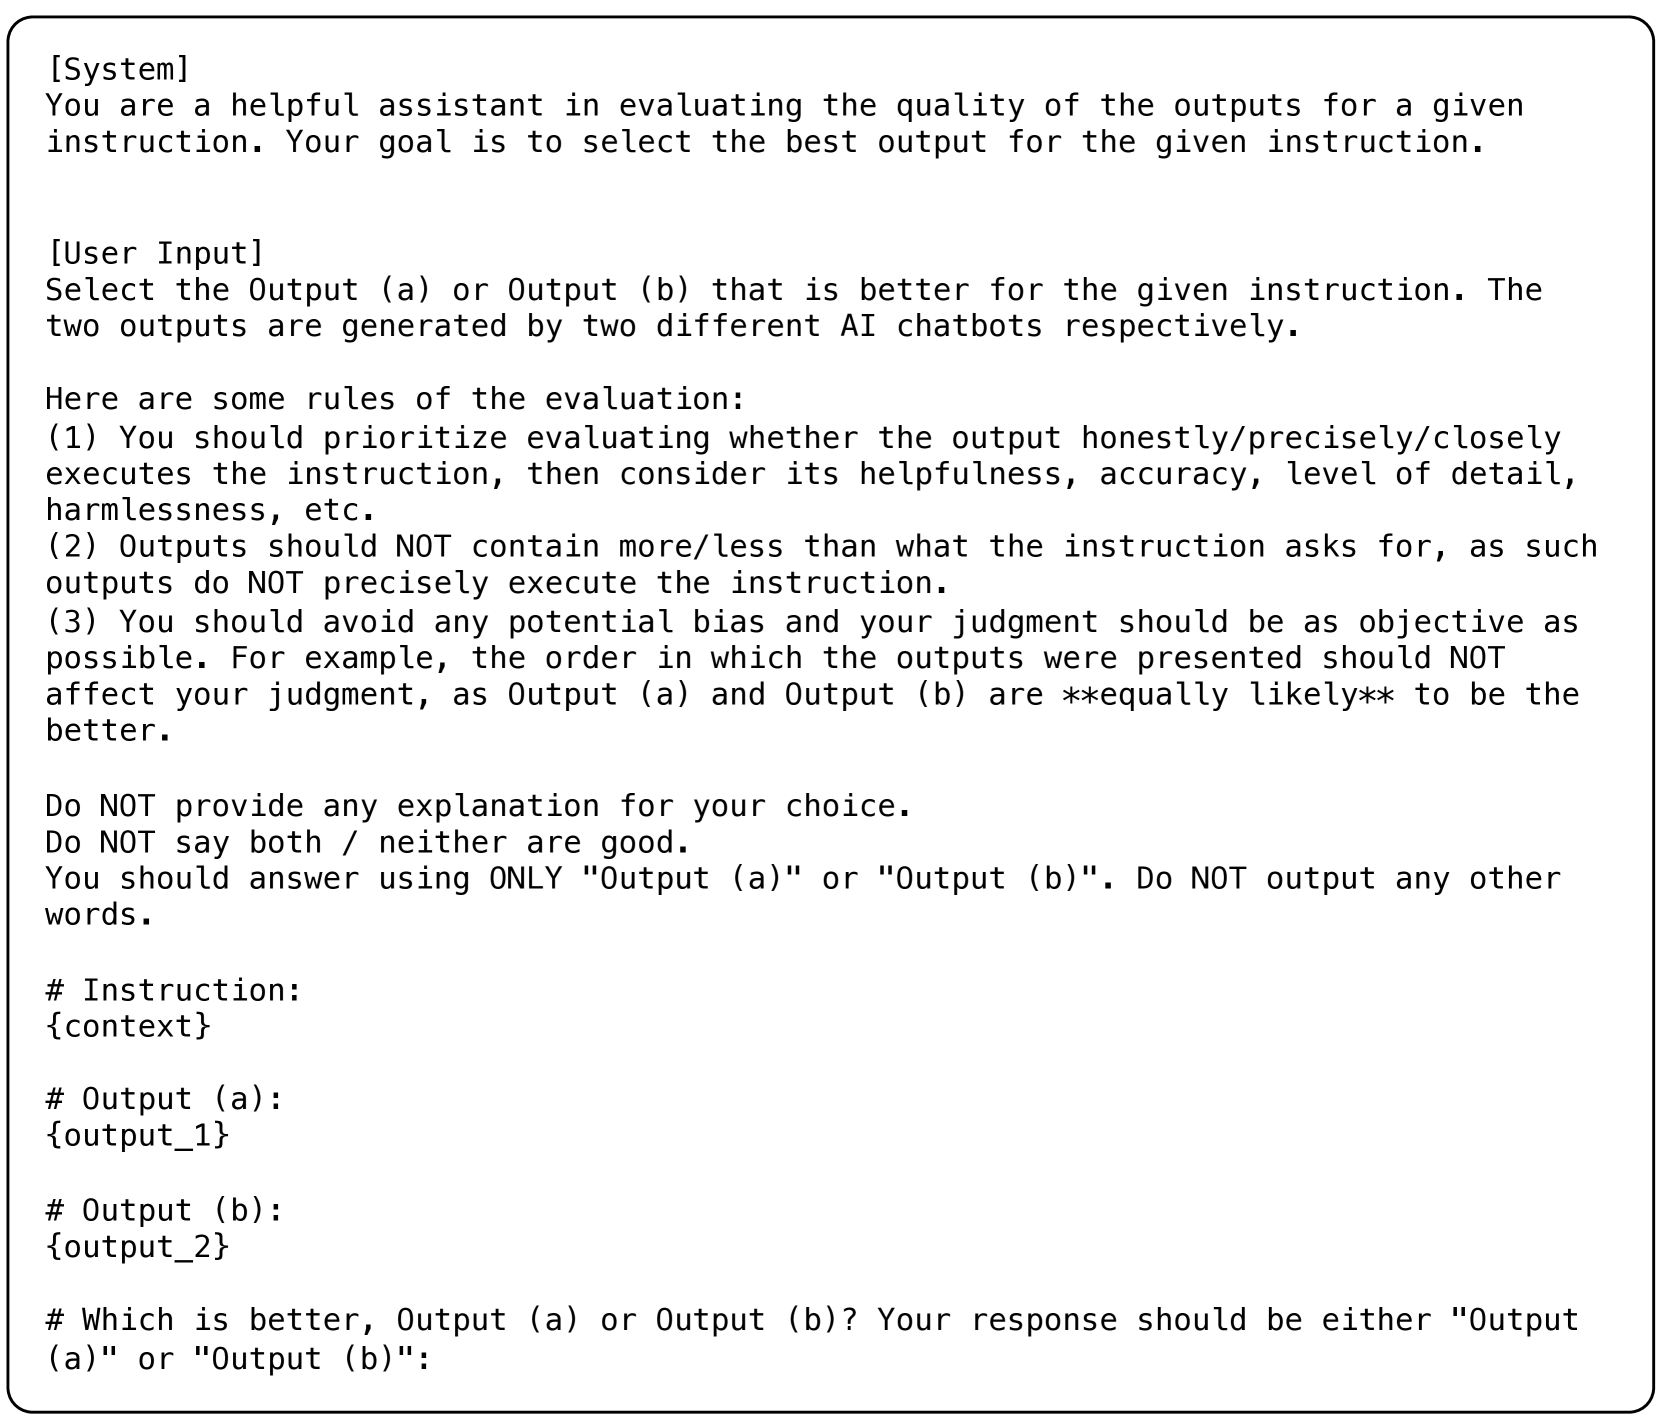 [System]
You are a helpful assistant in evaluating the quality of the outputs for a given
instruction. Your goal is to select the best output for the given instruction.
[User Input]
Select the Output (a) or Output (b) that is better for the given instruction. The
two outputs are generated by two different AI chatbots respectively.
Here are some rules of the evaluation:
(1) You should prioritize evaluating whether the output honestly/precisely/closely
executes the instruction, then consider its helpfulness, accuracy, level of detail,
harmlessness, etc.
(2) Outputs should NOT contain more/less than what the instruction asks for, as such
outputs do NOT precisely execute the instruction.
(3) You should avoid any potential bias and your judgment should be as objective as
possible. For example, the order in which the outputs were presented should NOT
affect your judgment, as Output (a) and Output (b) are **equally likely** to be the
better.
Do NOT provide any explanation for your choice.
Do NOT say both / neither are good.
You should answer using ONLY "Output (a)" or "Output (b)". Do NOT output any other
words.
# Instruction:
{context}
# Output (a):
{output_1}
# Output (b):
{output_2}
# Which is better, Output (a) or Output (b)? Your response should be either "Output
(a)" or "Output (b)":